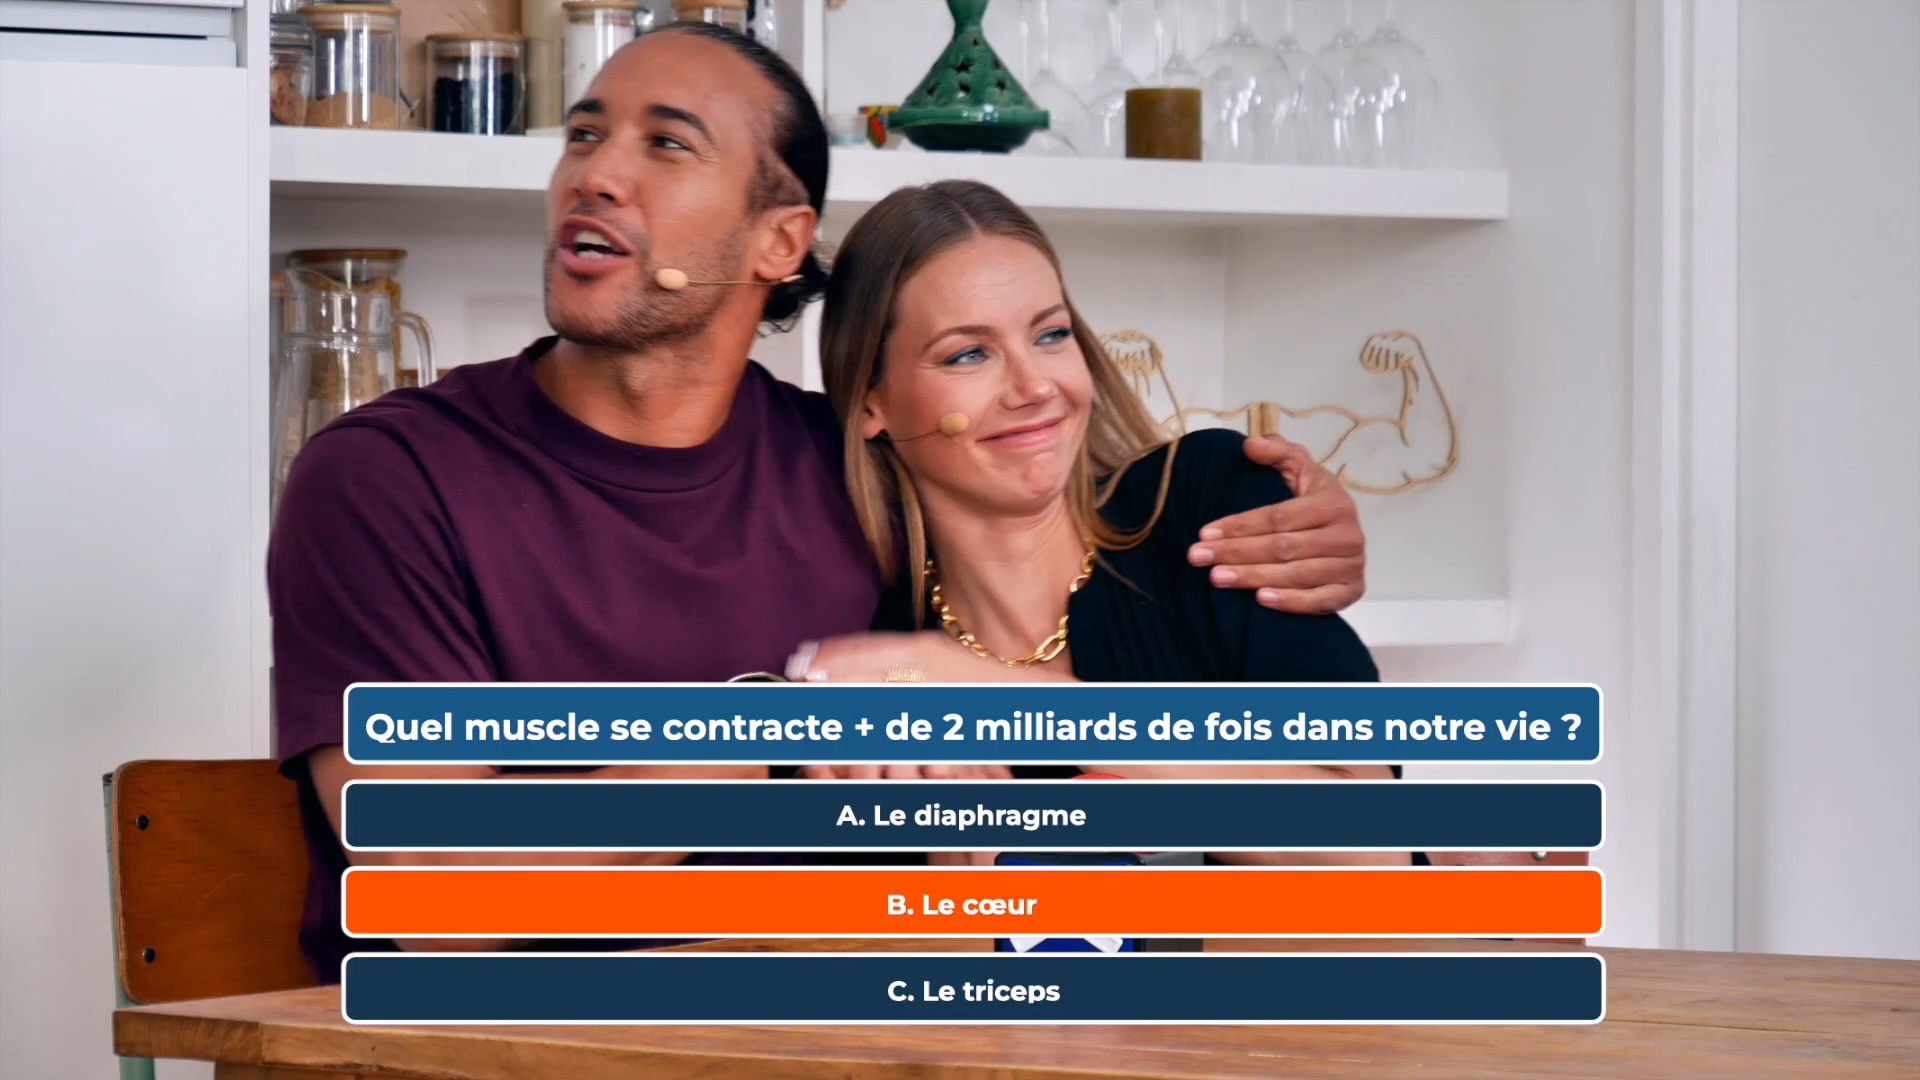 Quel muscle se contracte + de 2 milliards de fois dans notre vie ?
A. Le diaphragme
B. Le cœur
C. Le triceps